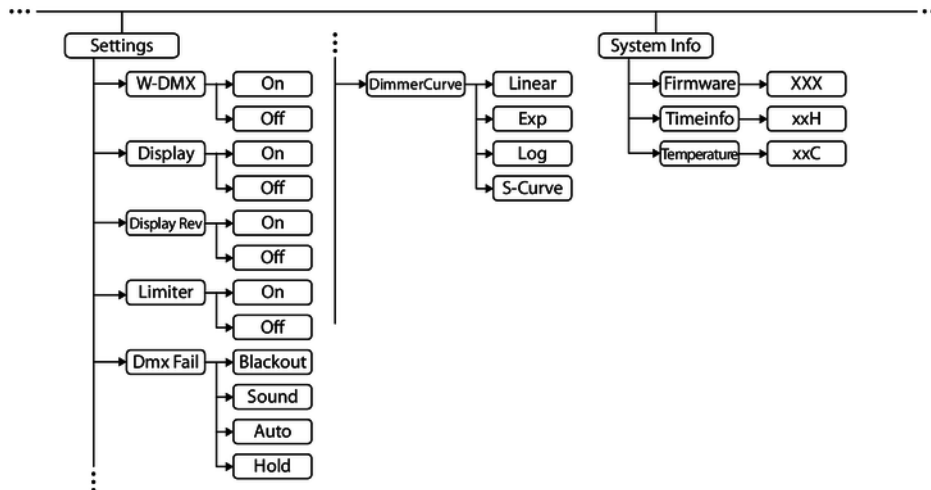 Settings
W-DMX
On
Off
Display
On
Off
Display Rev
On
Off
Limiter
On
Off
Dmx Fail
Blackout
Sound
Auto
Hold
DimmerCurve
Linear
Exp
Log
S-Curve
System Info
Firmware
XXX
Timeinfo
xxH
Temperature
xxC